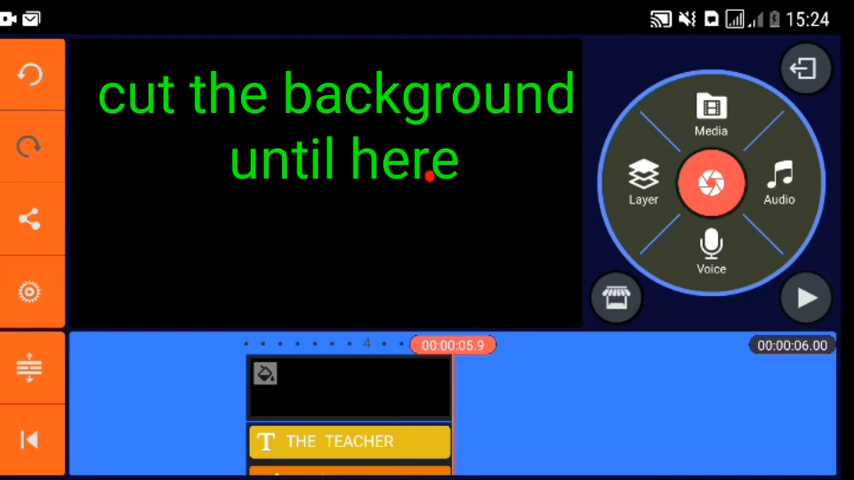 15:24
cut the background
until here
Media
Layer
Audio
Voice
4
00:00:05.9
00:00:06.00
T THE TEACHER